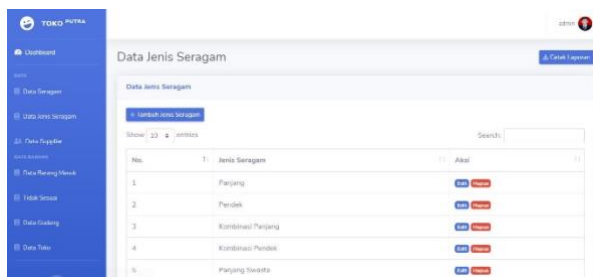 TOKO PUTRA
admin
Dashboard
Data Jenis Seragam
Cetak Laporan
DATA
Data Seragam
Data Jenis Seragam
Data Jenis Seragam
+ Tambah Jenis Seragam
Data Supplier
Show 10 entries
Search:
DATA BARANG
Data Barang Masuk
No. Jenis Seragam Aksi
1 Panjang Edit Hapus
Tidak Sesuai
2 Pendek Edit Hapus
Data Gudang
3 Kombinasi Panjang Edit Hapus
Data Toko
4 Kombinasi Pendek Edit Hapus
5 Panjang Swasta Edit Hapus